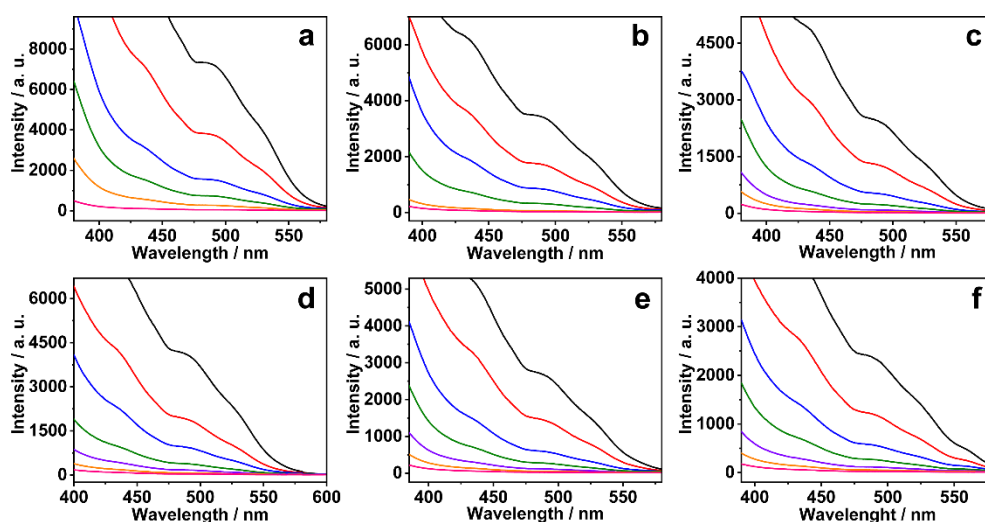 a
8000
6000
4000
2000
0
400 450 500 550
Intensity / a. u.
Wavelength / nm
b
6000
4000
2000
0
400 450 500 550
Intensity / a. u.
Wavelength / nm
c
4500
3000
1500
0
400 450 500 550
Intensity / a. u.
Wavelength / nm
d
6000
4500
3000
1500
0
400 450 500 550 600
Intensity / a. u.
Wavelength / nm
e
5000
4000
3000
2000
1000
0
400 450 500 550
Intensity / a. u.
Wavelength / nm
f
4000
3000
2000
1000
0
400 450 500 550
Intensity / a. u.
Wavelenght / nm